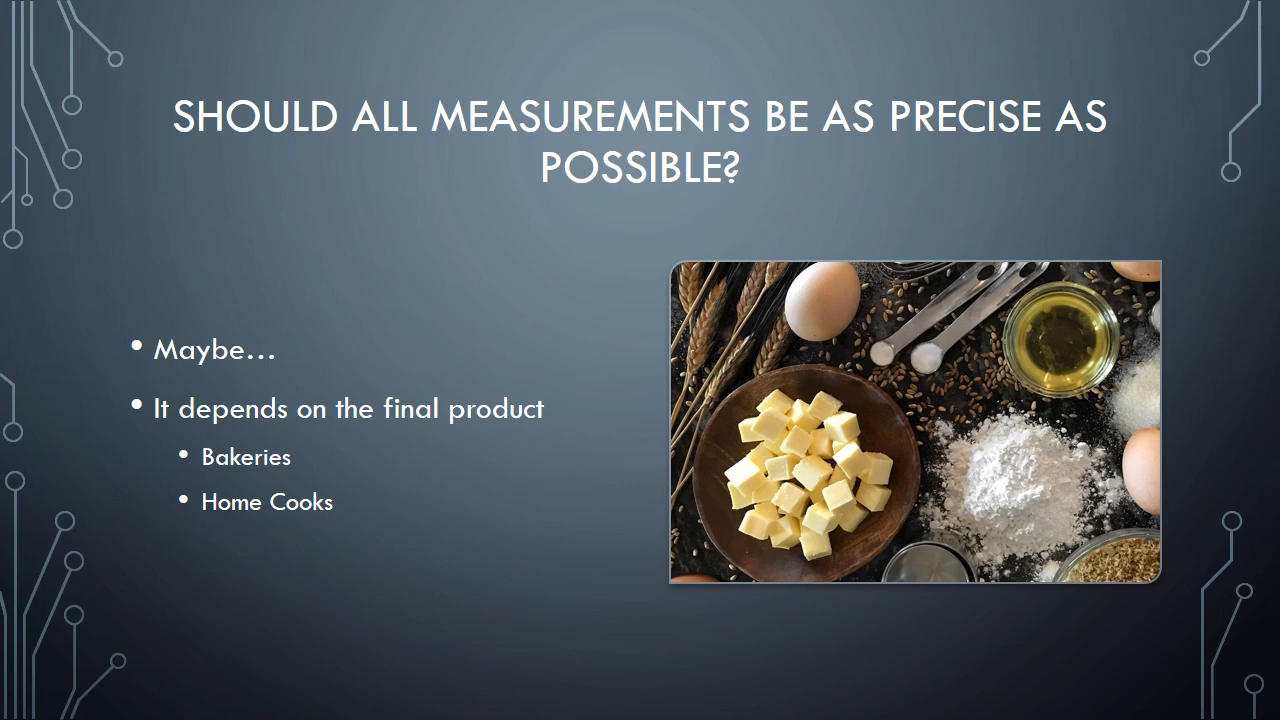 SHOULD ALL MEASUREMENTS BE AS PRECISE AS
POSSIBLE?
• Maybe…
• It depends on the final product
• Bakeries
• Home Cooks